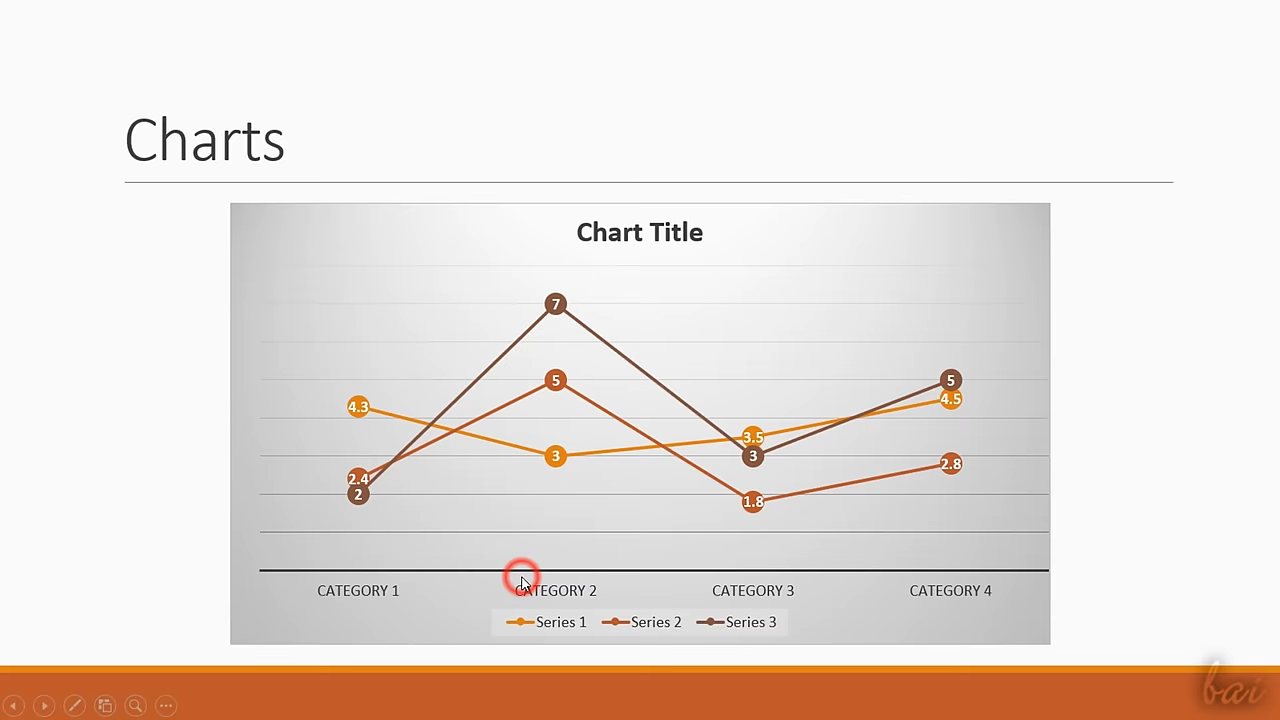 Charts
Chart Title
7
5
5
4.3
4.5
3.5
3
3
2.8
2.4
2
1.8
CATEGORY 1 CATEGORY 2 CATEGORY 3 CATEGORY 4
Series 1 Series 2 Series 3
bai